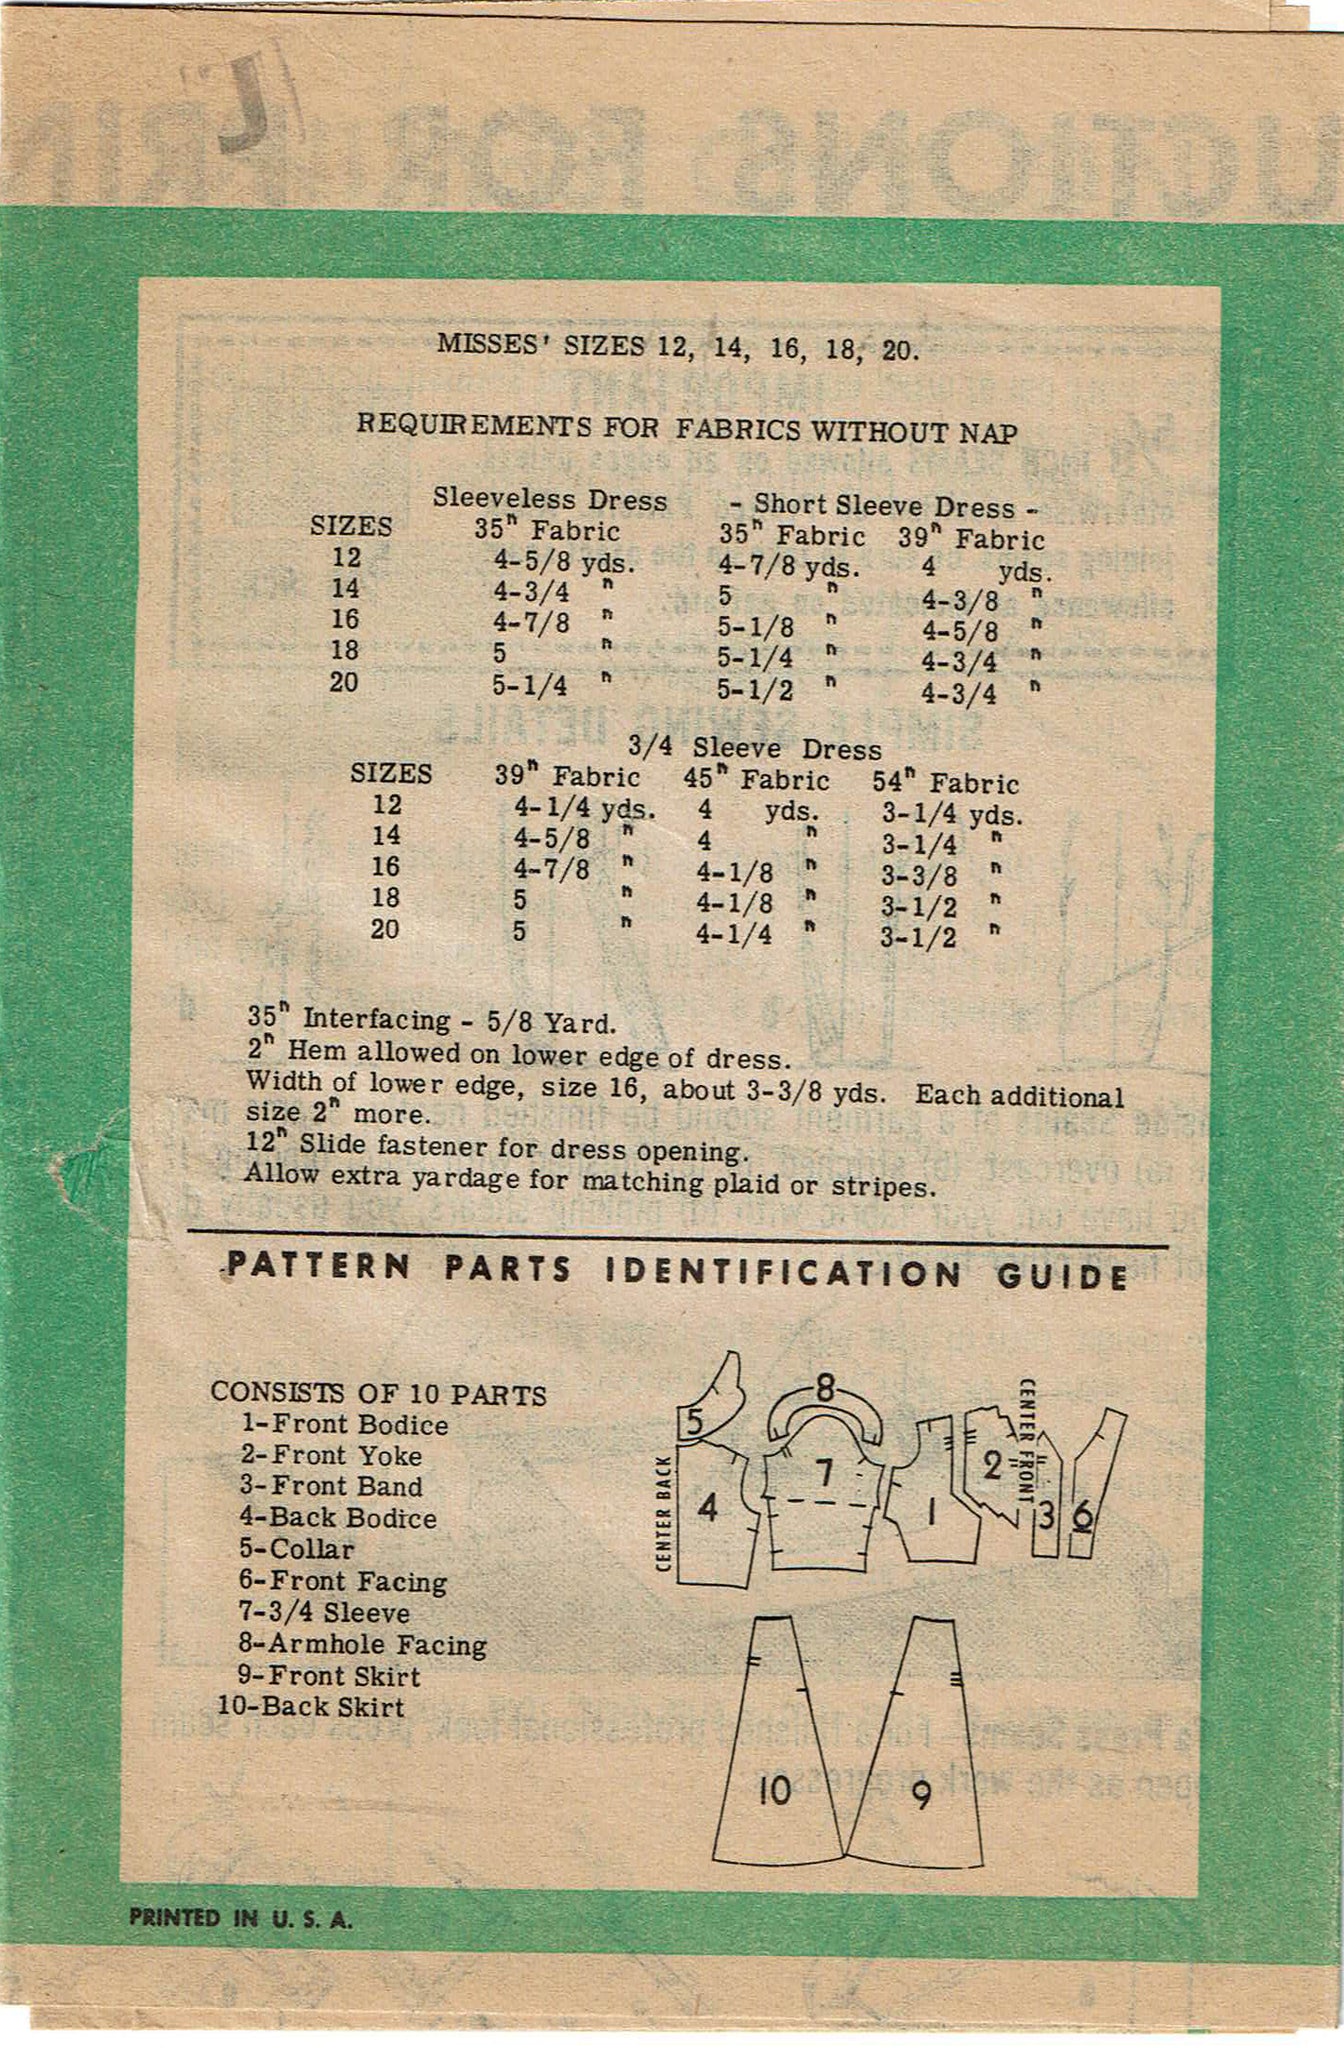 MISSES' SIZES 12, 14, 16, 18, 20.
REQUIREMENTS FOR FABRICS WITHOUT NAP
Sleeveless Dress - Short Sleeve Dress -
SIZES 35" Fabric 35" Fabric 39" Fabric
12 4-5/8 yds. 4-7/8 yds. 4 yds.
14 4-3/4 " 5 " 4-3/8 "
16 4-7/8 " 5-1/8 " 4-5/8 "
18 5 " 5-1/4 " 4-3/4 "
20 5-1/4 " 5-1/2 " 4-3/4 "
3/4 Sleeve Dress
SIZES 39" Fabric 45" Fabric 54" Fabric
12 4-1/4 yds. 4 yds. 3-1/4 yds.
14 4-5/8 " 4 " 3-1/4 "
16 4-7/8 " 4-1/8 " 3-3/8 "
18 5 " 4-1/8 " 3-1/2 "
20 5 " 4-1/4 " 3-1/2 "
35" Interfacing - 5/8 Yard.
2" Hem allowed on lower edge of dress.
Width of lower edge, size 16, about 3-3/8 yds. Each additional
size 2" more.
12" Slide fastener for dress opening.
Allow extra yardage for matching plaid or stripes.
PATTERN PARTS IDENTIFICATION GUIDE
CONSISTS OF 10 PARTS
1-Front Bodice
2-Front Yoke
3-Front Band
4-Back Bodice
5-Collar
6-Front Facing
7-3/4 Sleeve
8-Armhole Facing
9-Front Skirt
10-Back Skirt
5
8
CENTER BACK
4
7
1
2
CENTER FRONT
3
6
10
9
PRINTED IN U. S. A.